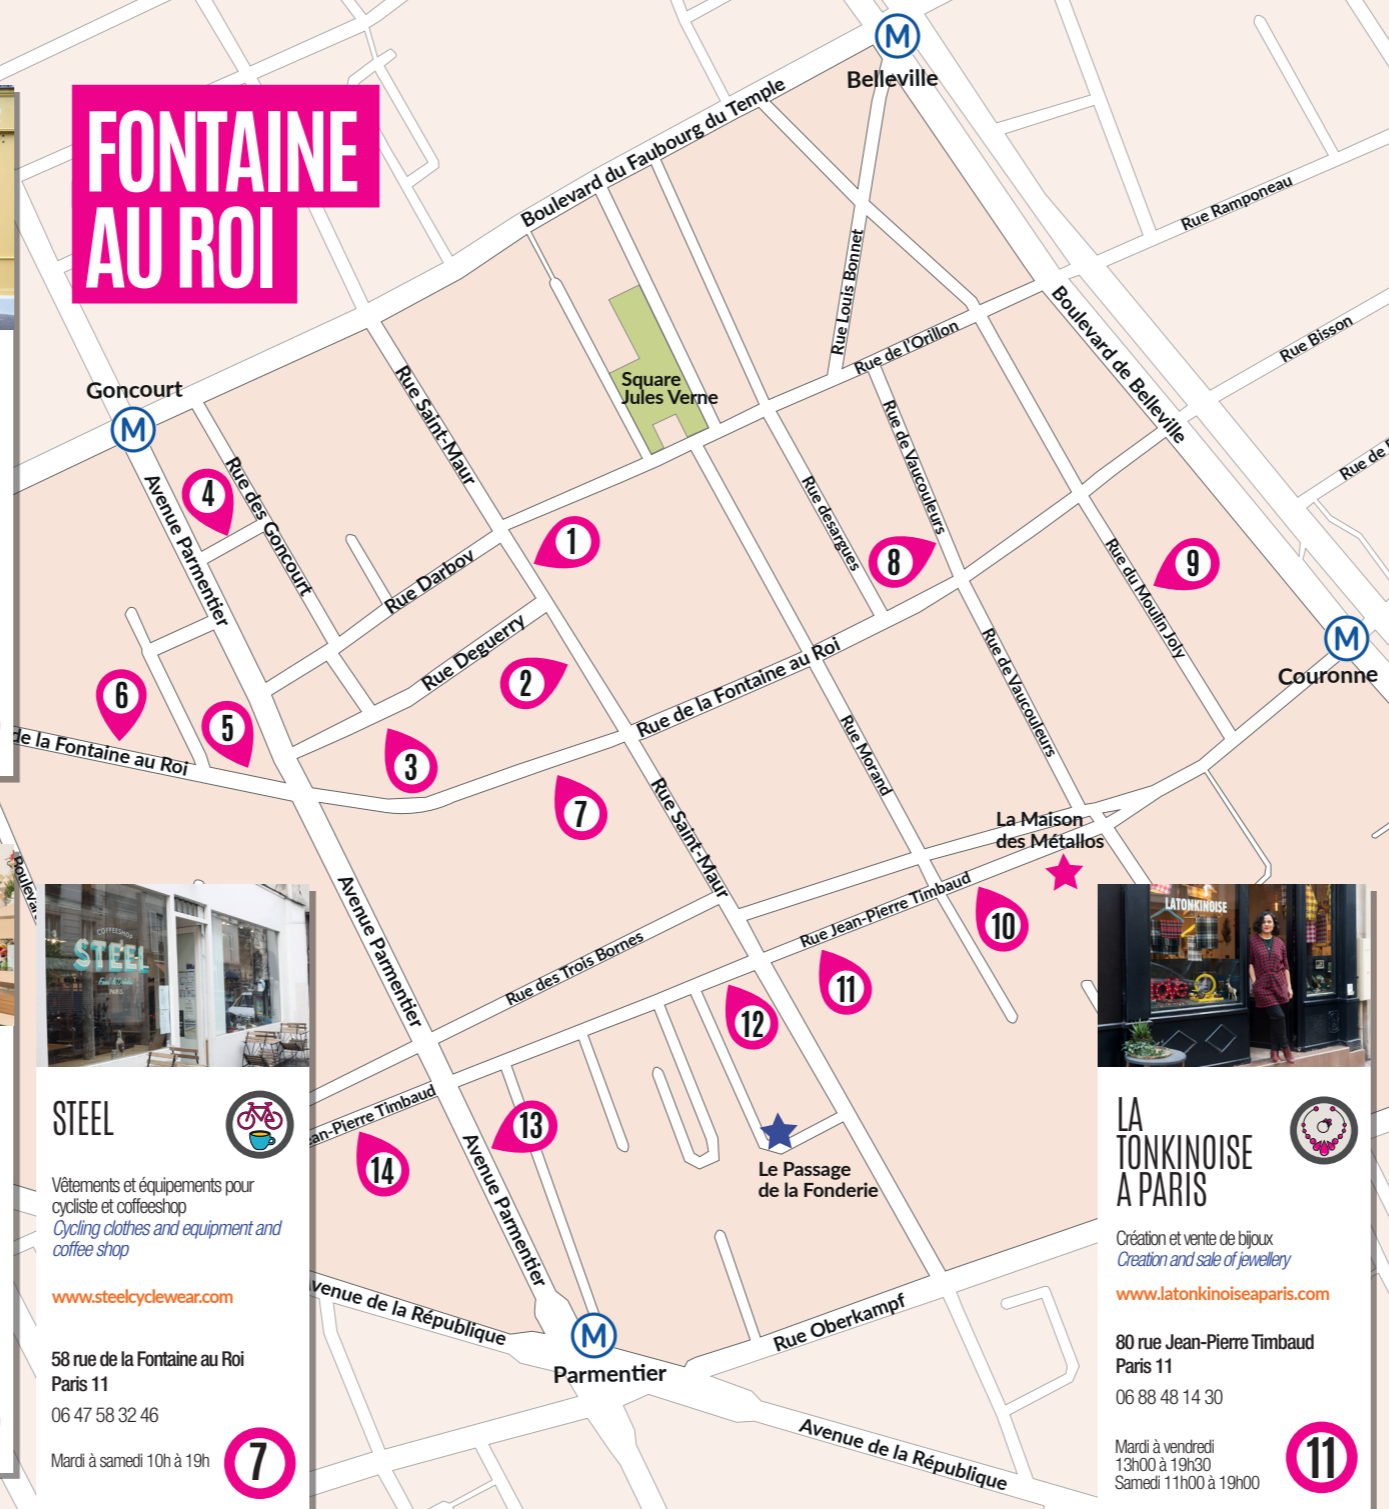 FONTAINE
AU ROI
M
Belleville
Boulevard du Faubourg du Temple
Rue Ramponeau
Rue Louis Bonnet
Boulevard de Belleville
Rue Bisson
Rue de l'Orillon
Goncourt
M
Square
Jules Verne
Rue Saint-Maur
Rue de Vaucouleurs
Rue de
Avenue Parmentier
4
Rue des Goncourt
Rue desargues
1
Rue Darboy
8
Rue du Moulin Joly
9
Rue Deguerry
M
Couronne
2
Rue de la Fontaine au Roi
Rue de Vaucouleurs
6
5
de la Fontaine au Roi
3
Rue Morand
7
Rue Saint-Maur
La Maison
des Métallos
Boulevar
Avenue Parmentier
Rue des Trois Bornes
Rue Jean-Pierre Timbaud
10
11
12
ean-Pierre Timbaud
13
14
Avenue Parmentier
Le Passage
de la Fonderie
venue de la République
M
Parmentier
Rue Oberkampf
Avenue de la République
COFFEESHOP
STEEL
PARIS
STEEL
Vêtements et équipements pour
cycliste et coffeeshop
Cycling clothes and equipment and
coffee shop
www.steelcyclewear.com
58 rue de la Fontaine au Roi
Paris 11
06 47 58 32 46
Mardi à samedi 10h à 19h
7
LATONKINOISE
LA
TONKINOISE
A PARIS
Création et vente de bijoux
Creation and sale of jewellery
www.latonkinoiseaparis.com
80 rue Jean-Pierre Timbaud
Paris 11
06 88 48 14 30
Mardi à vendredi
13h00 à 19h30
Samedi 11h00 à 19h00
11